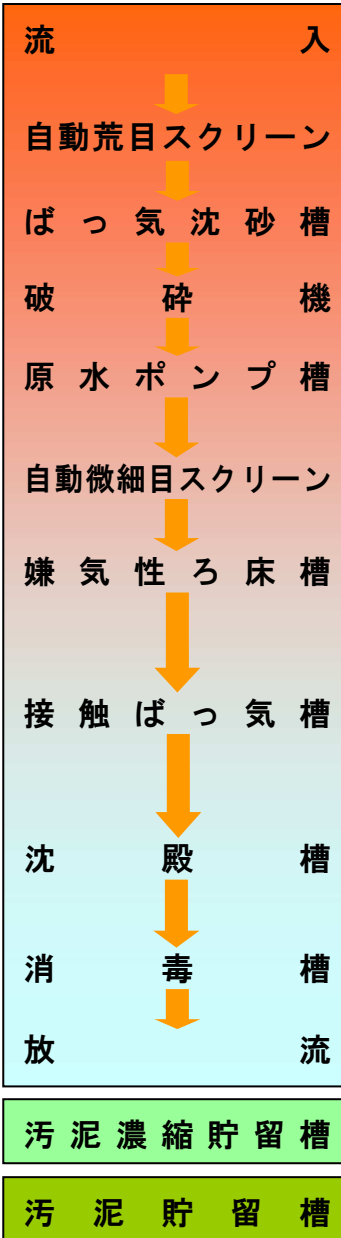 流入
自動荒目スクリーン
ばっ気沈砂槽
破砕機
原水ポンプ槽
自動微細目スクリーン
嫌気性ろ床槽
接触ばっ気槽
沈殿槽
消毒槽
放流
汚泥濃縮貯留槽
汚泥貯留槽